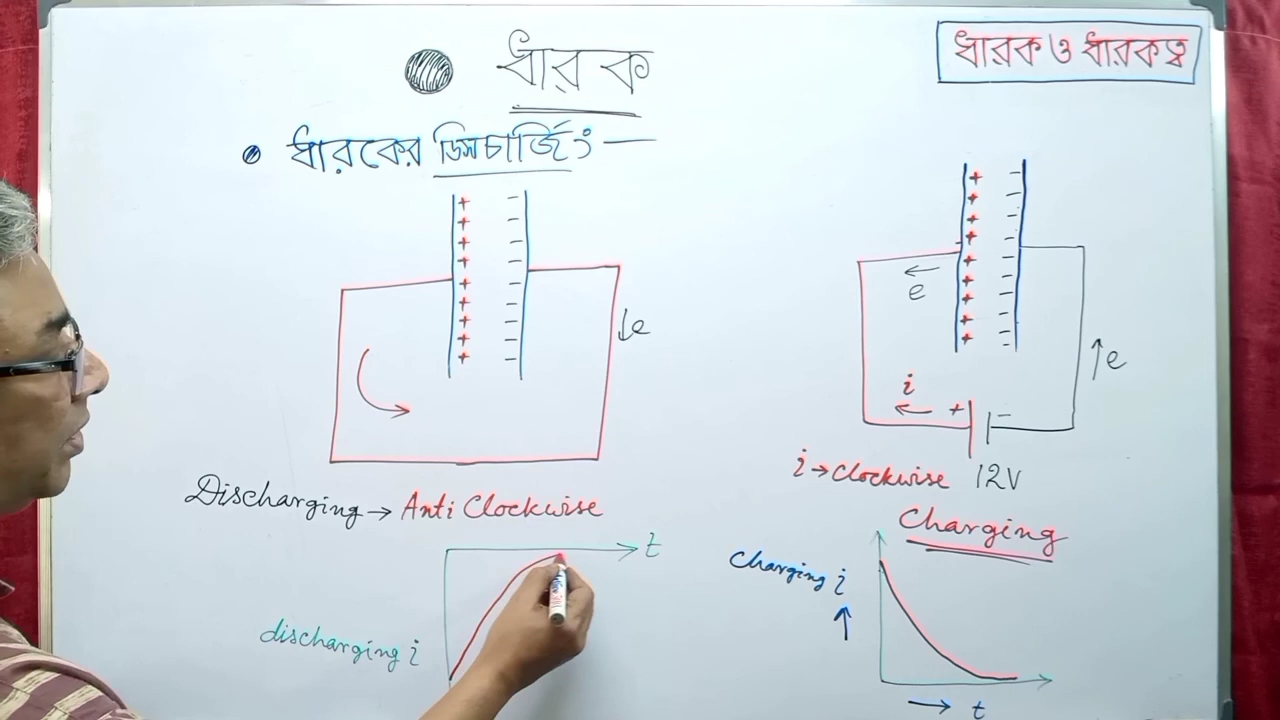 ধারক ও ধারকত্ব
ধারক
ধারকের ডিসচার্জিং :—
+ + + + + + + + +
− − − − − − − − − −
e
+ + + + + + + + +
− − − − − − − − −
e
e
i
+ −
i → Clockwise 12V
Discharging → Anti Clockwise
Charging
t
discharging i
Charging i
t